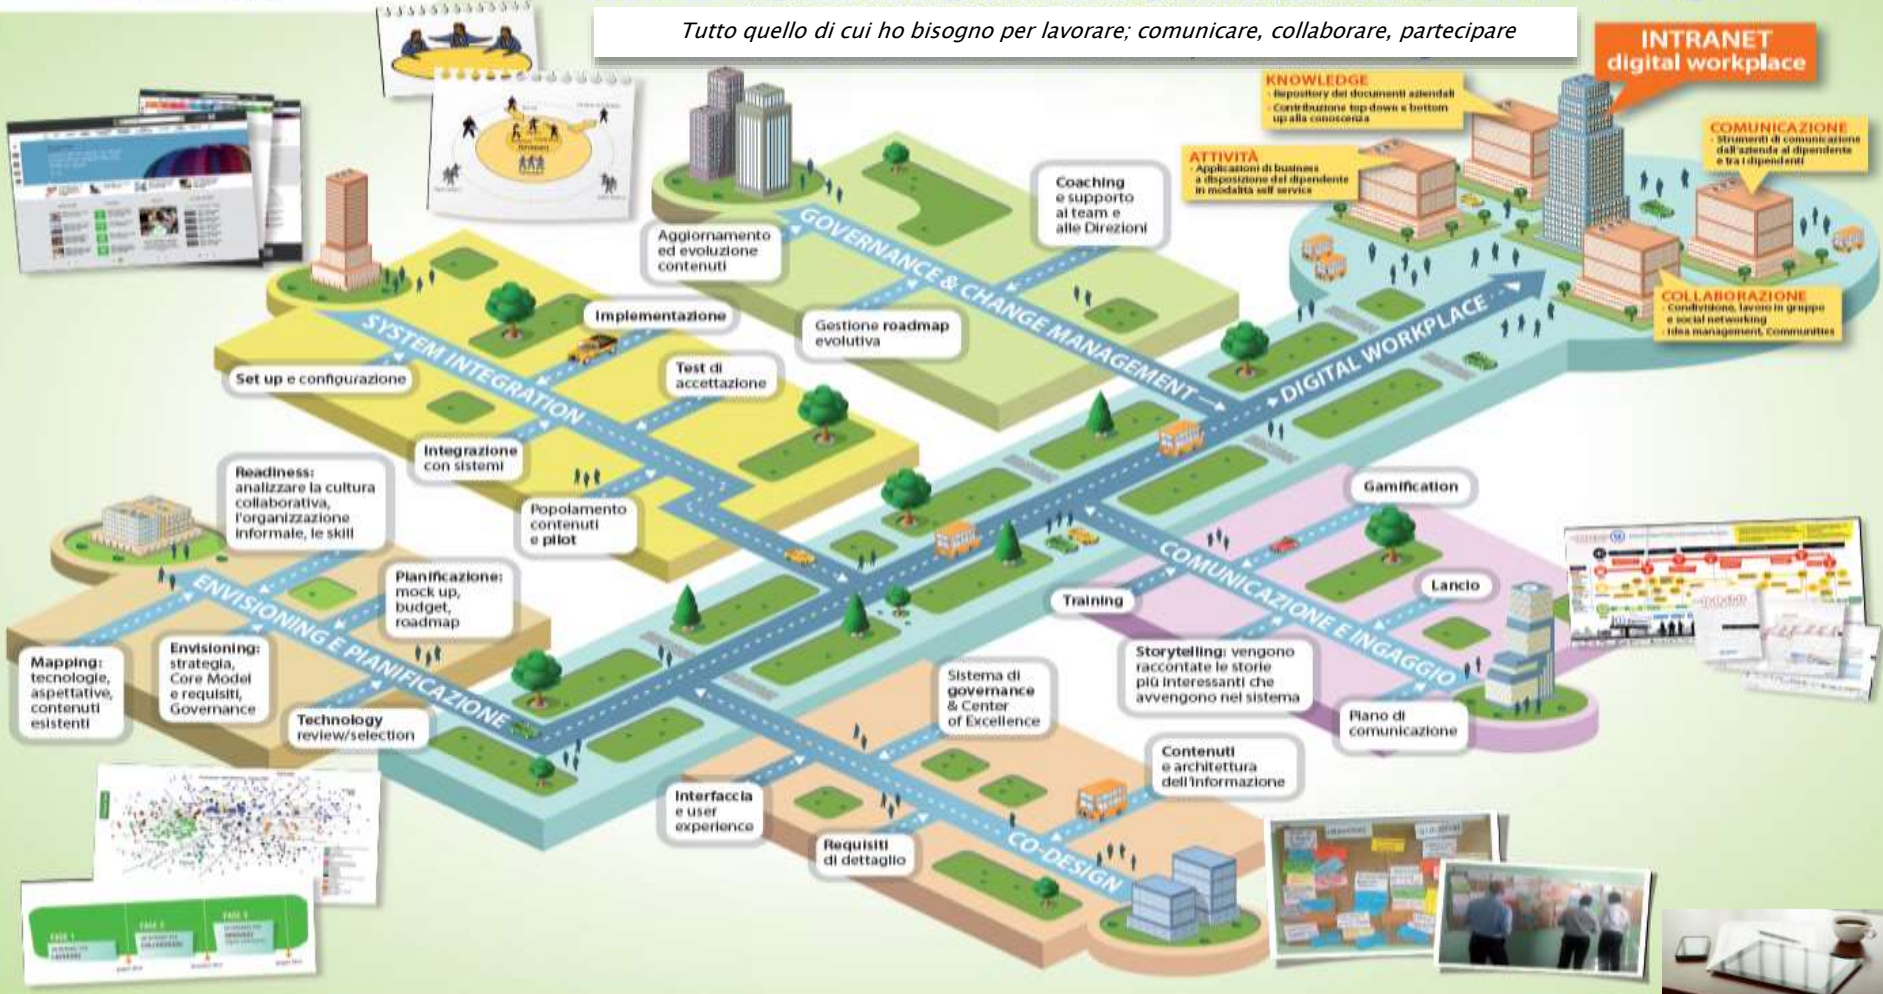 Tutto quello di cui ho bisogno per lavorare; comunicare, collaborare, partecipare
INTRANET
digital workplace
KNOWLEDGE
- Repository dei documenti aziendali
- Contribuzione top down e bottom
up alla conoscenza
ATTIVITÀ
- Applicazioni di business
a disposizione del dipendente
in modalità self service
COMUNICAZIONE
- Strumenti di comunicazione
dall'azienda al dipendente
e tra i dipendenti
COLLABORAZIONE
- Condivisione, lavoro in gruppo
e social networking
- Idea management, Communities
DIGITAL WORKPLACE
GOVERNANCE & CHANGE MANAGEMENT
Coaching
e supporto
ai team e
alle Direzioni
Aggiornamento
ed evoluzione
contenuti
Gestione roadmap
evolutiva
SYSTEM INTEGRATION
Implementazione
Set up e configurazione
Test di
accettazione
Integrazione
con sistemi
Popolamento
contenuti
e pilot
ENVISIONING E PIANIFICAZIONE
Readiness:
analizzare la cultura
collaborativa,
l'organizzazione
informale, le skill
Pianificazione:
mock up,
budget,
roadmap
Mapping:
tecnologie,
aspettative,
contenuti
esistenti
Envisioning:
strategia,
Core Model
e requisiti,
Governance
Technology
review/selection
COMUNICAZIONE E INGAGGIO
Gamification
Training
Lancio
Storytelling: vengono
raccontate le storie
più interessanti che
avvengono nel sistema
Piano di
comunicazione
CO-DESIGN
Sistema di
governance
& Center
of Excellence
Contenuti
e architettura
dell'informazione
Interfaccia
e user
experience
Requisiti
di dettaglio
FASE 1
FASE 2
FASE 3